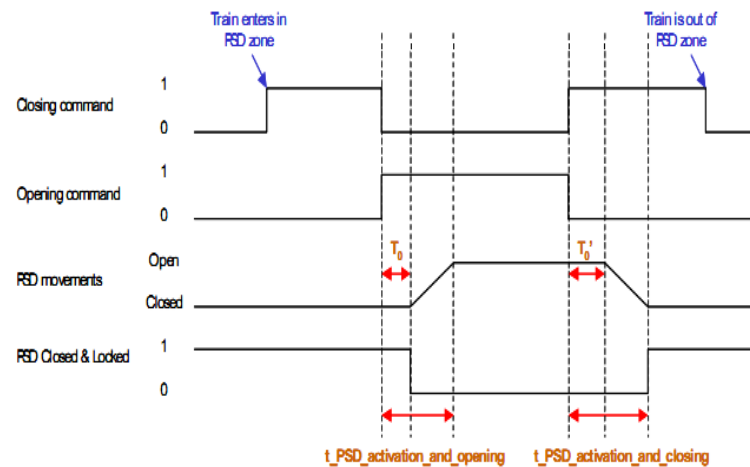 Train enters in
PSD zone
Train is out of
PSD zone
Closing command
1
0
Opening command
1
0
T0
T0'
PSD movements
Open
Closed
PSD Closed & Locked
1
0
t_PSD_activation_and_opening
t_PSD_activation_and_closing